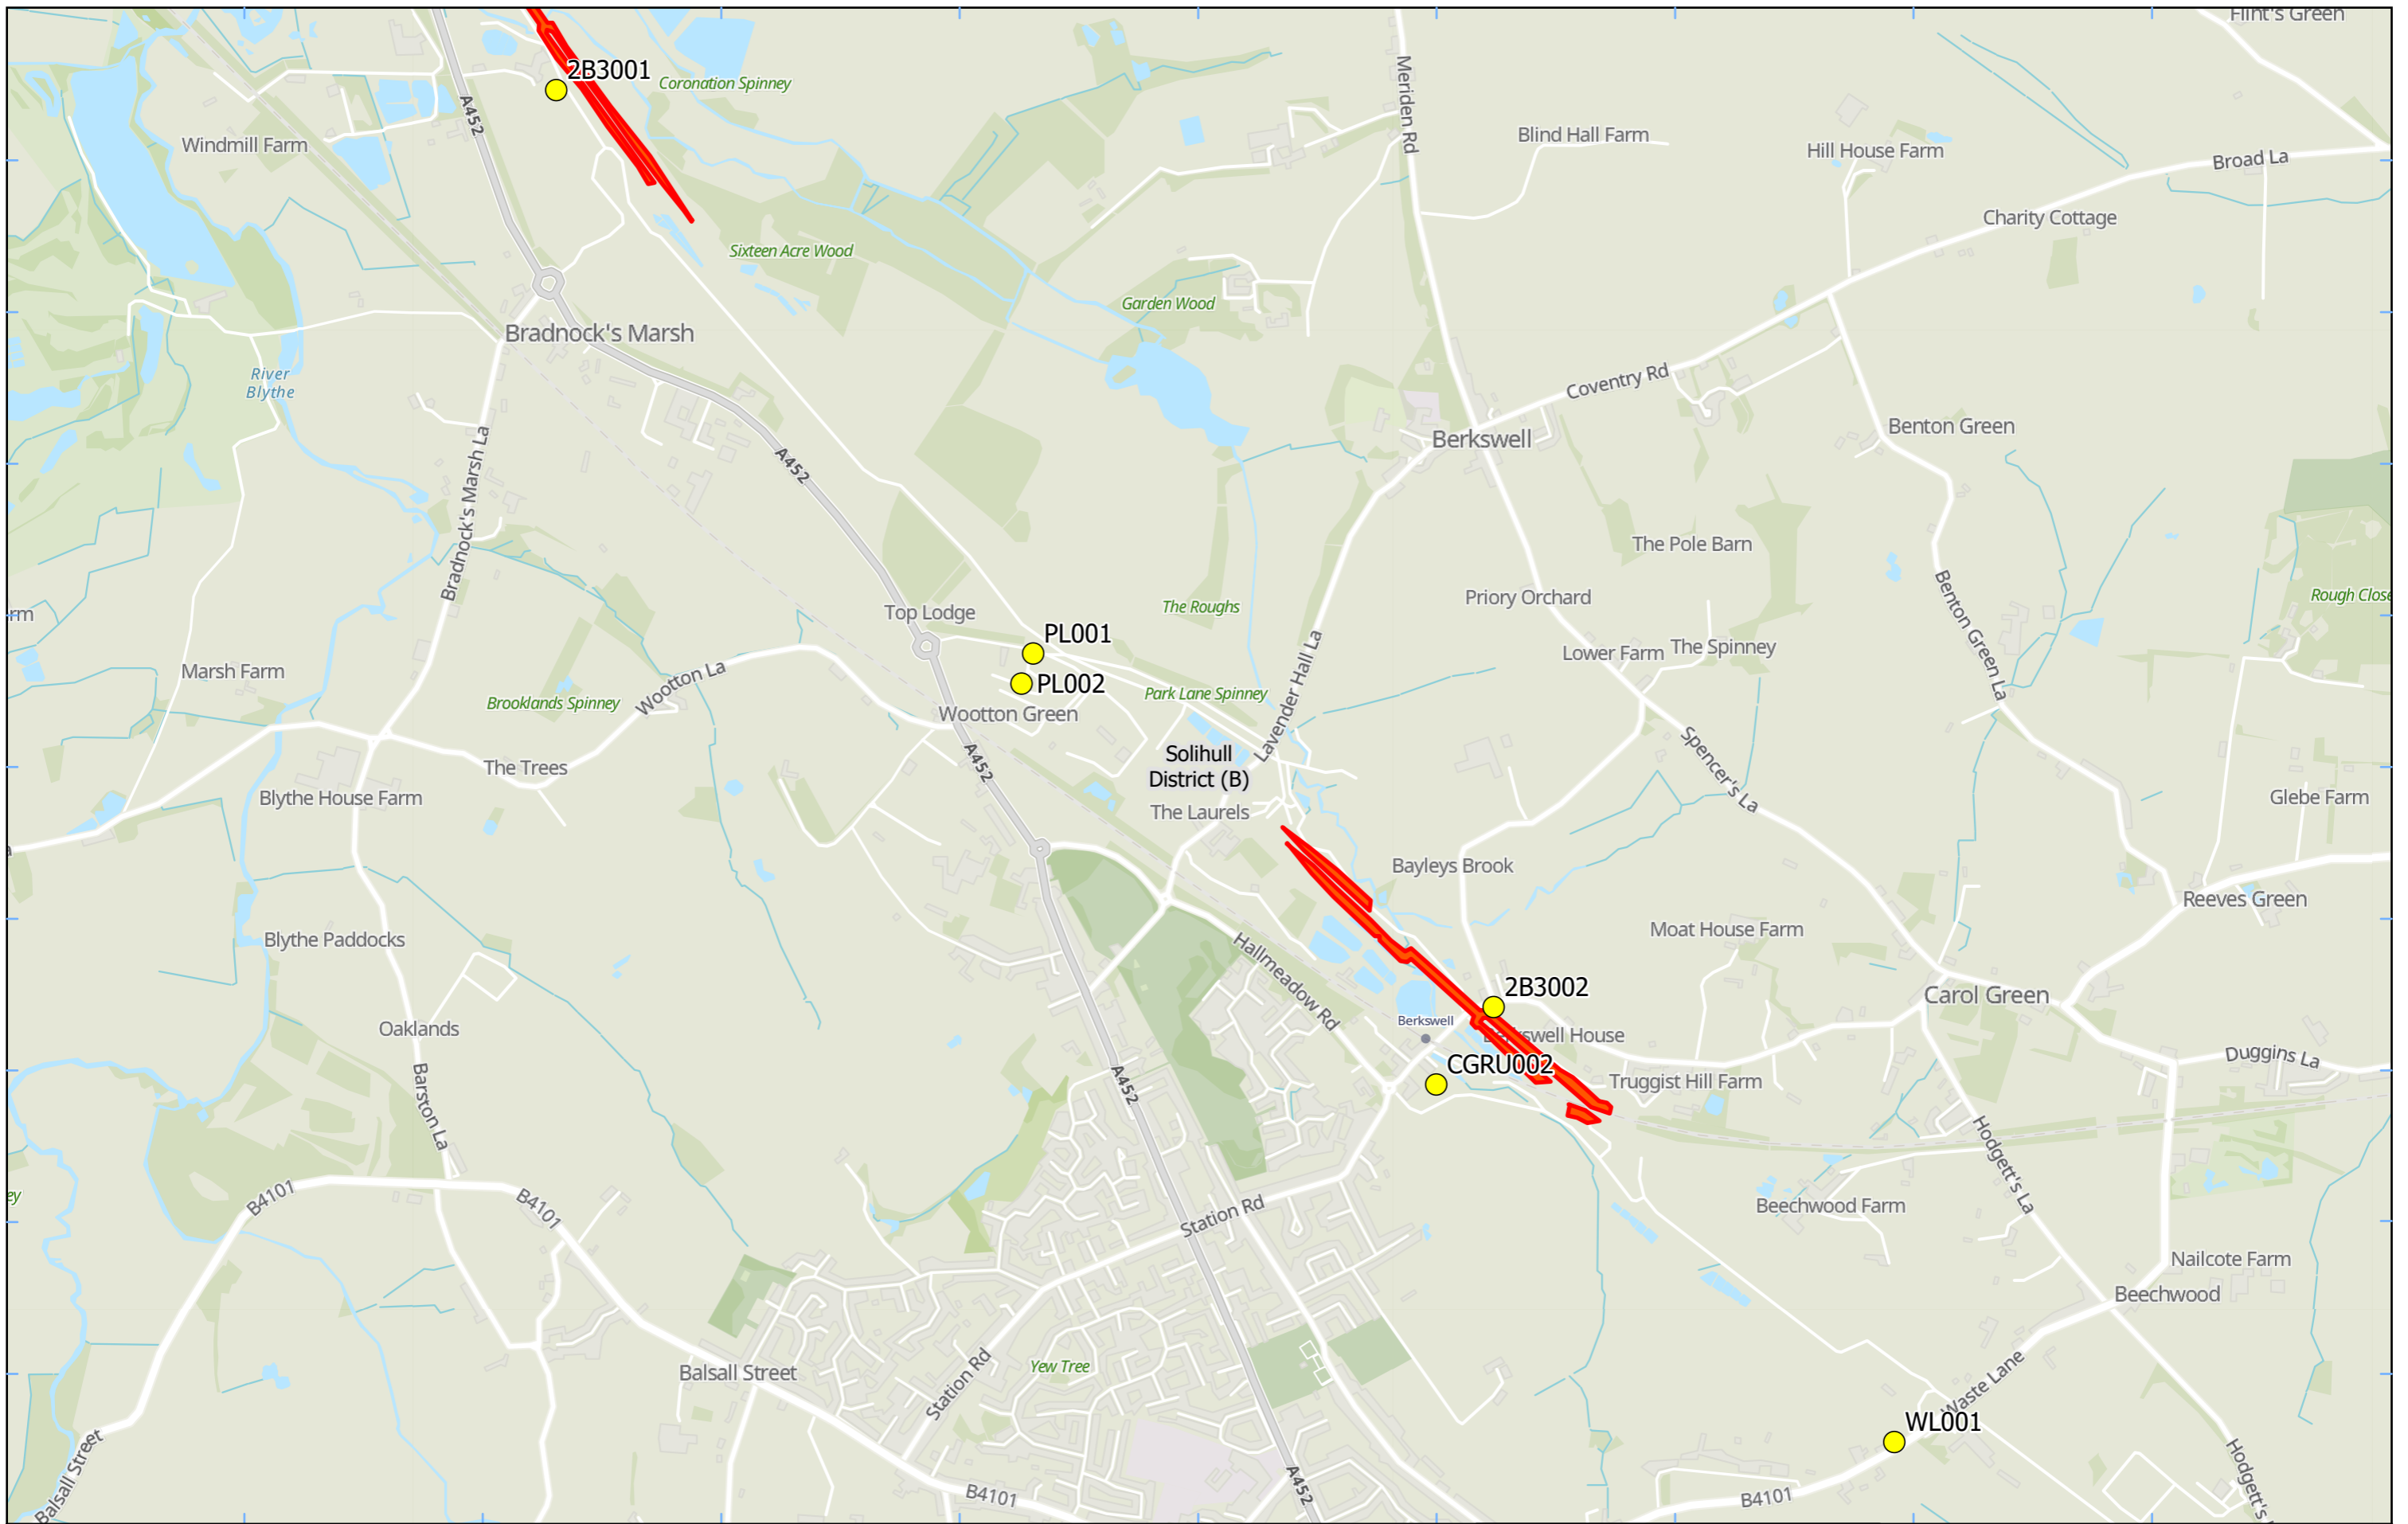 Flint's Green
2B3001
Coronation Spinney
A452
Meriden Rd
Windmill Farm
Blind Hall Farm
Hill House Farm
Broad La
Charity Cottage
Sixteen Acre Wood
Garden Wood
Bradnock's Marsh
River
Blythe
Coventry Rd
Benton Green
Berkswell
A452
Bradnock's Marsh La
The Pole Barn
Priory Orchard
Benton Green La
Rough Close
rm
Top Lodge
The Roughs
PL001
Lower Farm
The Spinney
Marsh Farm
PL002
Wootton La
Park Lane Spinney
Lavender Hall La
Brooklands Spinney
Wootton Green
A452
Solihull
District (B)
Spencer's La
The Trees
Blythe House Farm
The Laurels
Glebe Farm
a
Bayleys Brook
Reeves Green
Blythe Paddocks
Hallmeadow Rd
Moat House Farm
2B3002
Carol Green
Oaklands
Berkswell
Berkswell House
Duggins La
CGRU002
Truggist Hill Farm
A452
Barston La
Hodgett's La
ey
B4101
B4101
Station Rd
Beechwood Farm
Nailcote Farm
Beechwood
Balsall Street
Yew Tree
Station Rd
Waste Lane
WL001
Balsall Street
A452
B4101
B4101
Hodgett's